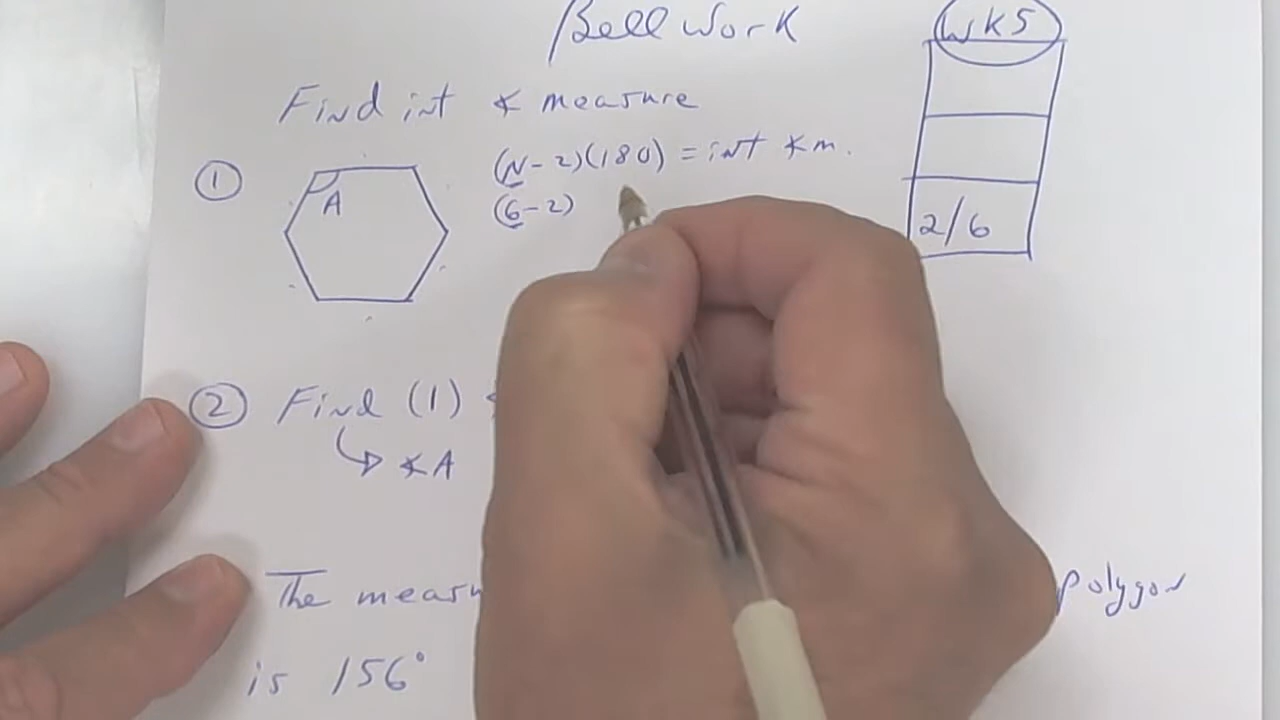 Bell Work
WK5
Find int ∡ measure
① (N-2)(180) = int ∡m.
A
(6-2)
2/6
② Find (1)
↳ ∡A
The polygon
is 156°